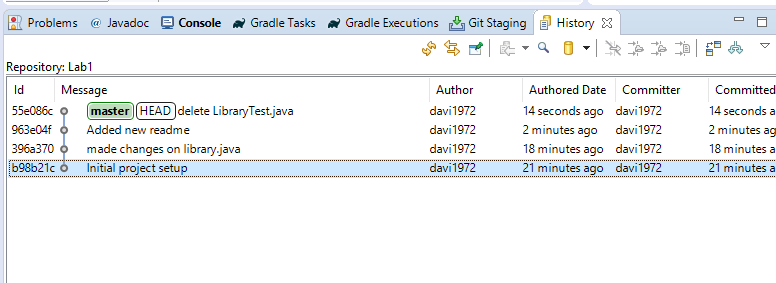 Problems @ Javadoc Console Gradle Tasks Gradle Executions Git Staging History
Repository: Lab1
Id Message Author Authored Date Committer Committed
55e086c master HEAD delete LibraryTest.java davi1972 14 seconds ago davi1972 14 seconds a
963e04f Added new readme davi1972 2 minutes ago davi1972 2 minutes ag
396a370 made changes on library.java davi1972 18 minutes ago davi1972 18 minutes a
b98b21c Initial project setup davi1972 21 minutes ago davi1972 21 minutes a